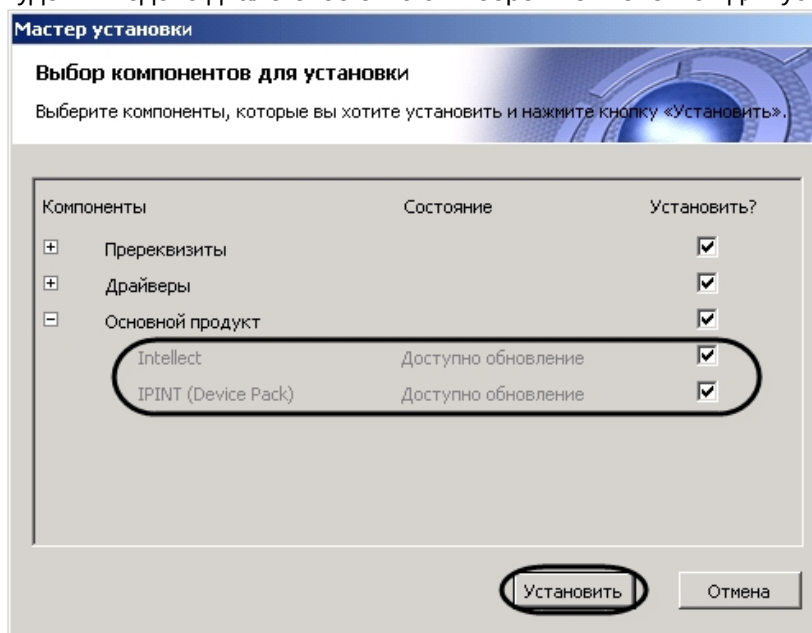 Мастер установки
Выбор компонентов для установки
Выберите компоненты, которые вы хотите установить и нажмите кнопку «Установить».
Компоненты Состояние Установить?
Пререквизиты
Драйверы
Основной продукт
Intellect Доступно обновление
IPINT (Device Pack) Доступно обновление
Установить Отмена